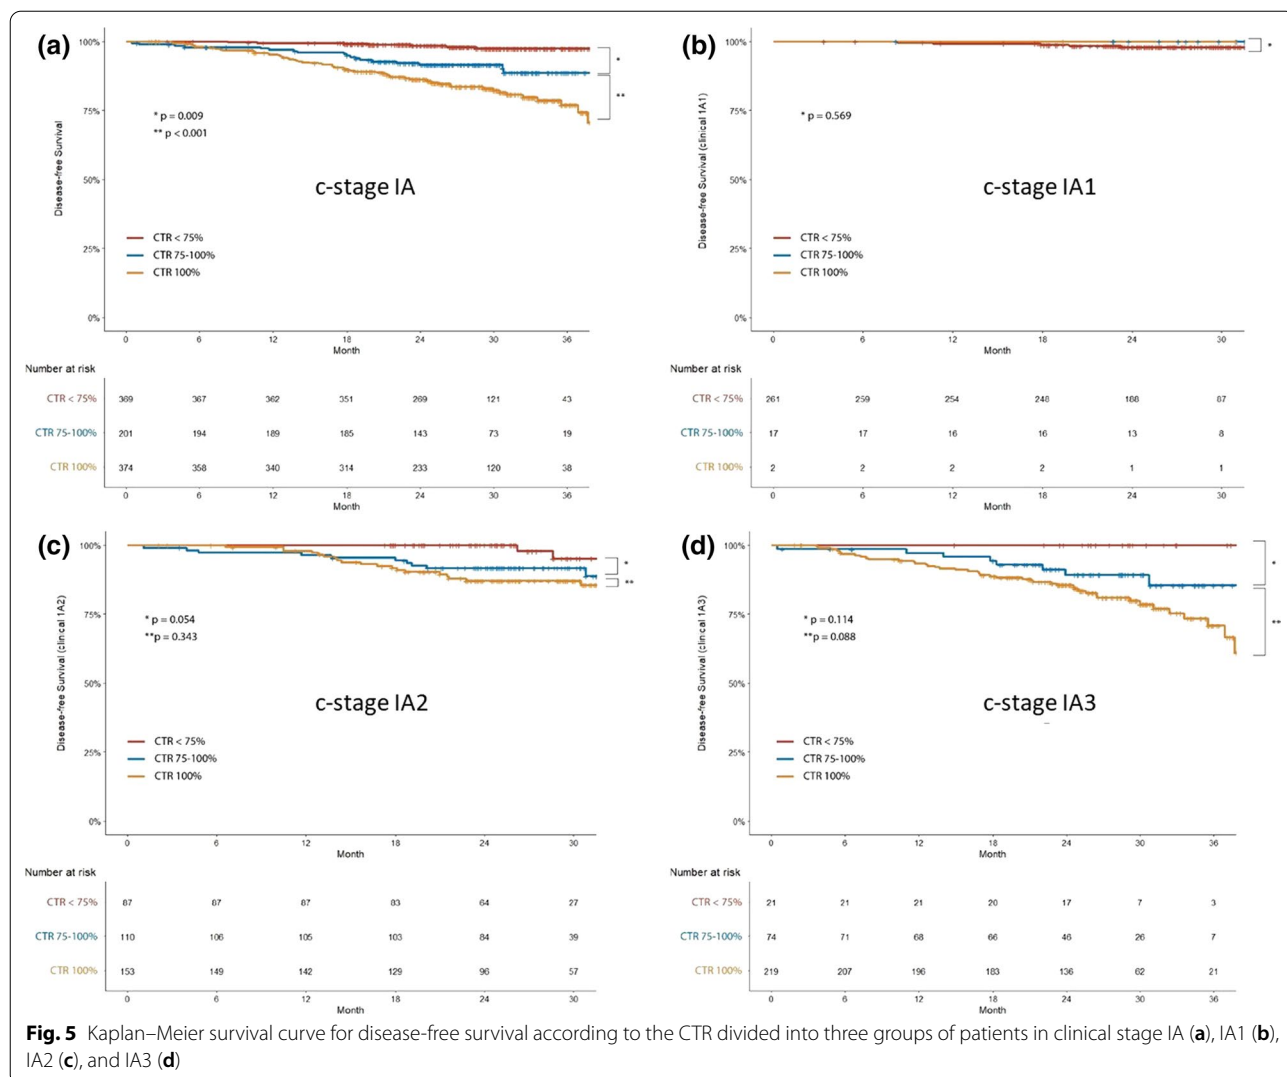 (a)
100%
75%
50%
25%
0%
Disease-free Survival
* p = 0.009
** p < 0.001
*
**
c-stage IA
CTR < 75%
CTR 75-100%
CTR 100%
0 6 12 18 24 30 36
Month
Number at risk
CTR < 75% 369 367 362 351 269 121 43
CTR 75-100% 201 194 189 185 143 73 19
CTR 100% 374 358 340 314 233 120 38
0 6 12 18 24 30 36
Month
(b)
100%
75%
50%
25%
0%
Disease-free Survival (clinical 1A1)
* p = 0.569
*
c-stage IA1
CTR < 75%
CTR 75-100%
CTR 100%
0 6 12 18 24 30
Month
Number at risk
CTR < 75% 261 259 254 248 188 87
CTR 75-100% 17 17 16 16 13 8
CTR 100% 2 2 2 2 1 1
0 6 12 18 24 30
Month
(c)
100%
75%
50%
25%
0%
Disease-free Survival (clinical 1A2)
* p = 0.054
**p = 0.343
*
**
c-stage IA2
CTR < 75%
CTR 75-100%
CTR 100%
0 6 12 18 24 30
Month
Number at risk
CTR < 75% 87 87 87 83 64 27
CTR 75-100% 110 106 105 103 84 39
CTR 100% 153 149 142 129 96 57
0 6 12 18 24 30
Month
(d)
100%
75%
50%
25%
0%
Disease-free Survival (clinical 1A3)
* p = 0.114
**p = 0.088
*
**
c-stage IA3
CTR < 75%
CTR 75-100%
CTR 100%
0 6 12 18 24 30 36
Month
Number at risk
CTR < 75% 21 21 21 20 17 7 3
CTR 75-100% 74 71 68 66 46 26 7
CTR 100% 219 207 196 183 136 62 21
0 6 12 18 24 30 36
Month
Fig. 5 Kaplan–Meier survival curve for disease-free survival according to the CTR divided into three groups of patients in clinical stage IA (a), IA1 (b),
IA2 (c), and IA3 (d)